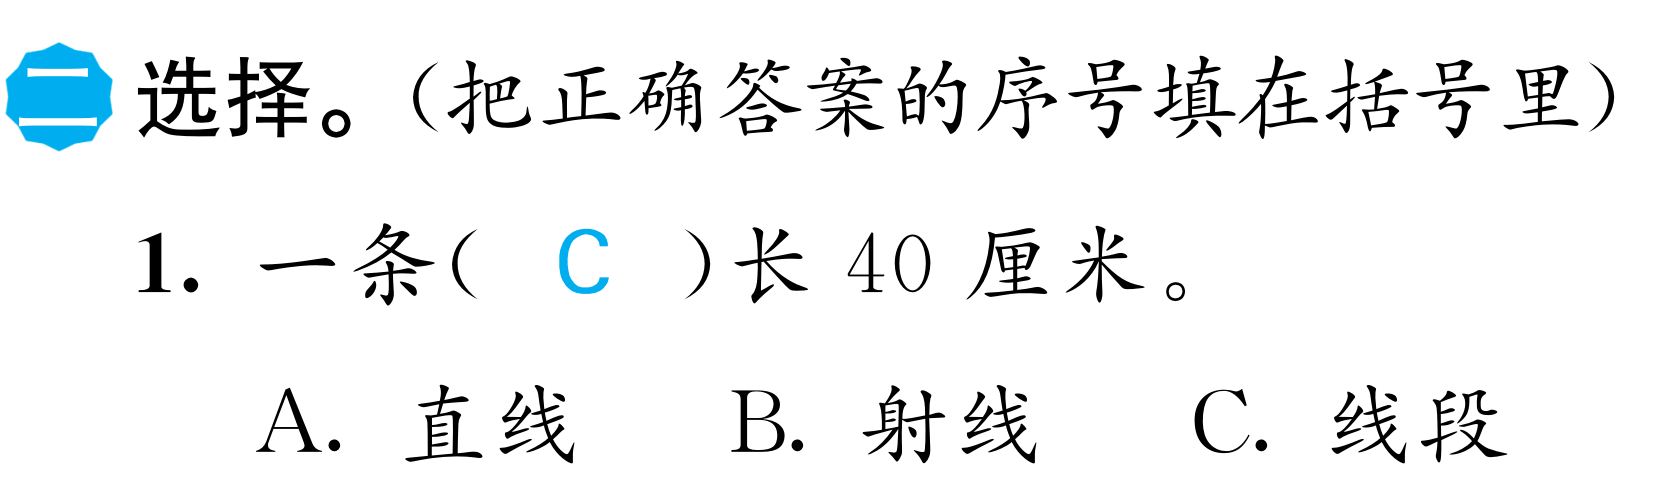 二 选择。(把正确答案的序号填在括号里)
1. 一条( C )长 40 厘米。
A. 直线 B. 射线 C. 线段